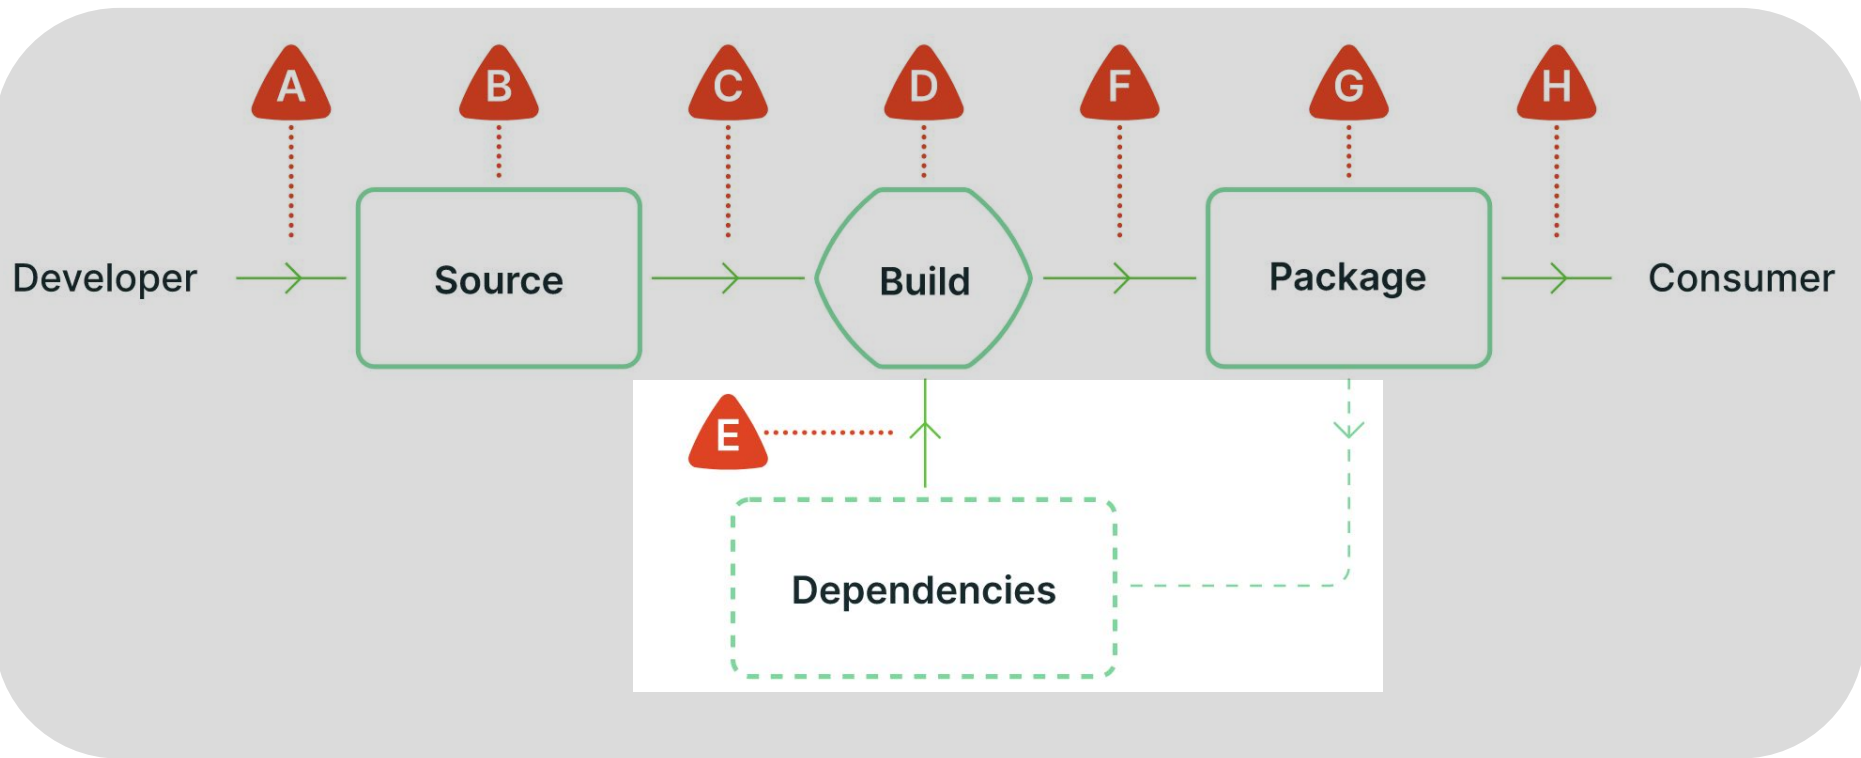 A
B
C
D
F
G
H
Developer
Source
Build
Package
Consumer
E
Dependencies